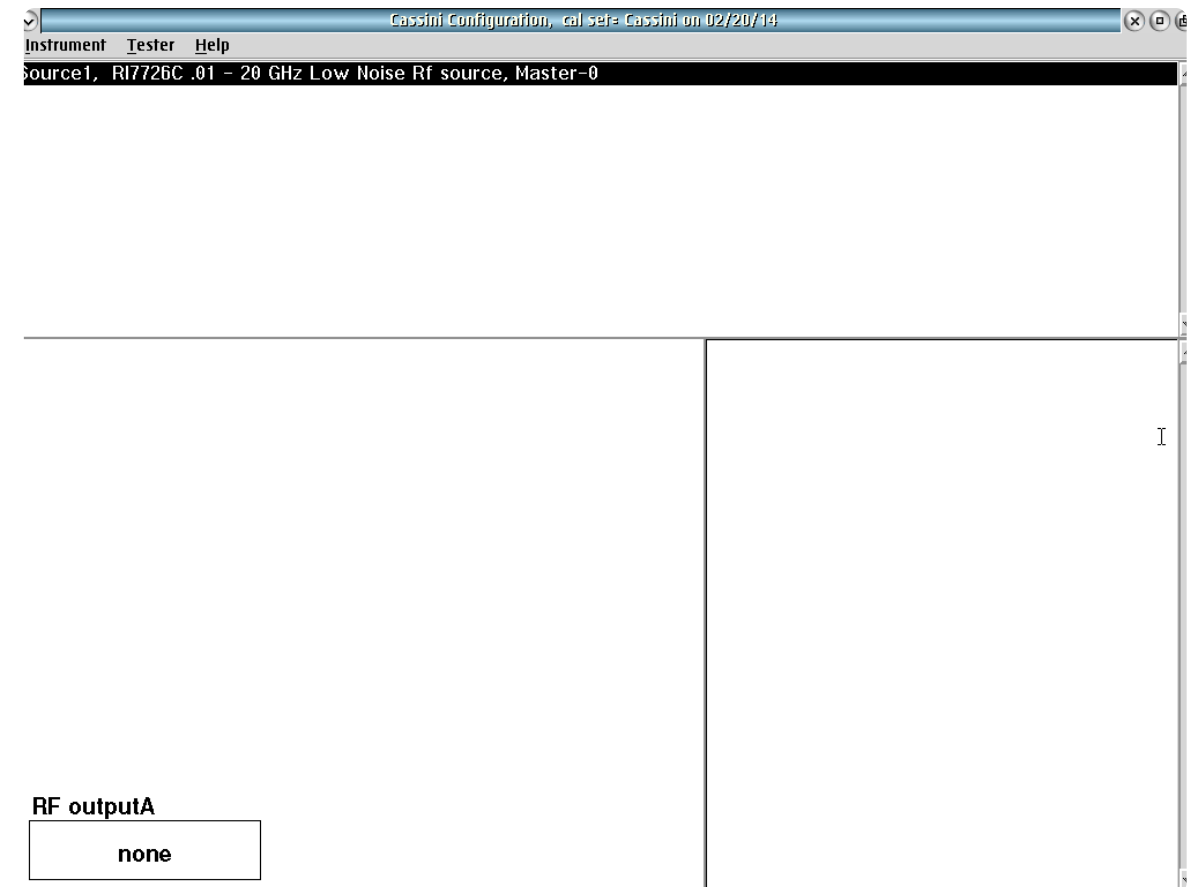 Cassini Configuration, cal set= Cassini on 02/20/14
Instrument Tester Help
Source1, RI7726C .01 - 20 GHz Low Noise Rf source, Master-0
RF outputA
none